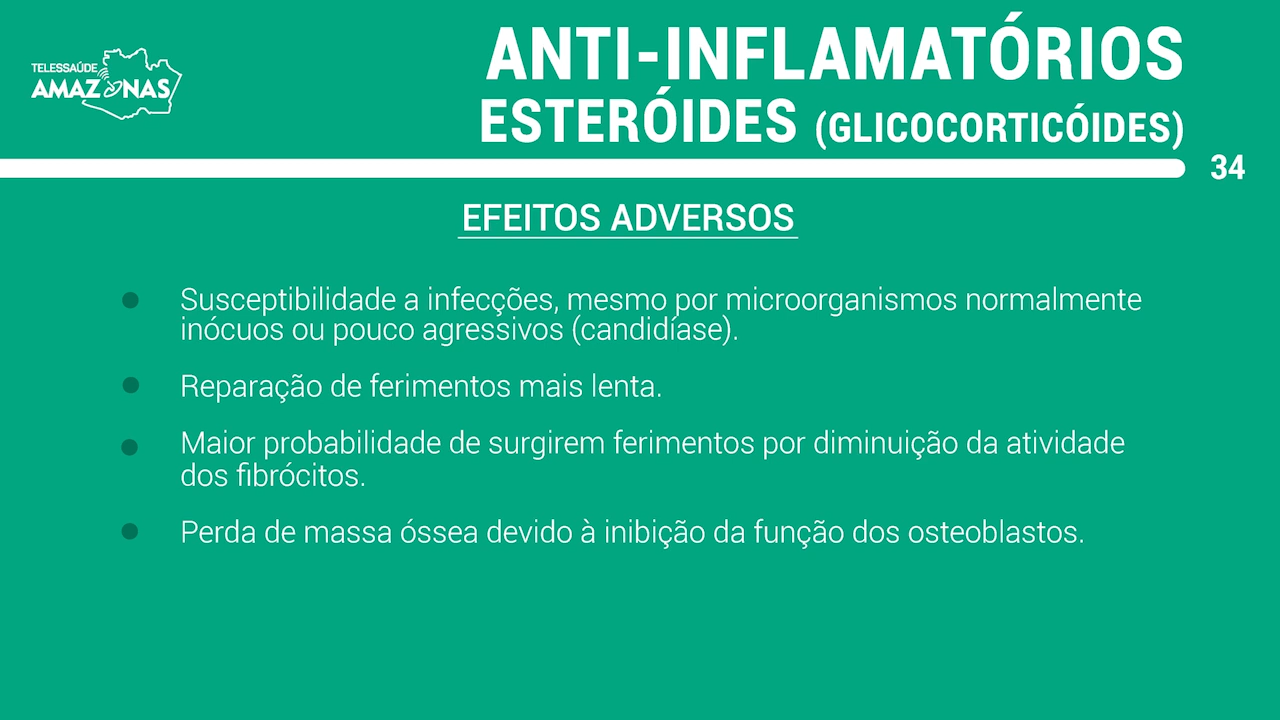 TELESSAÚDE
AMAZONAS
ANTI-INFLAMATÓRIOS
ESTERÓIDES (GLICOCORTICÓIDES)
34
EFEITOS ADVERSOS
Susceptibilidade a infecções, mesmo por microorganismos normalmente
inócuos ou pouco agressivos (candidíase).
Reparação de ferimentos mais lenta.
Maior probabilidade de surgirem ferimentos por diminuição da atividade
dos fibrócitos.
Perda de massa óssea devido à inibição da função dos osteoblastos.